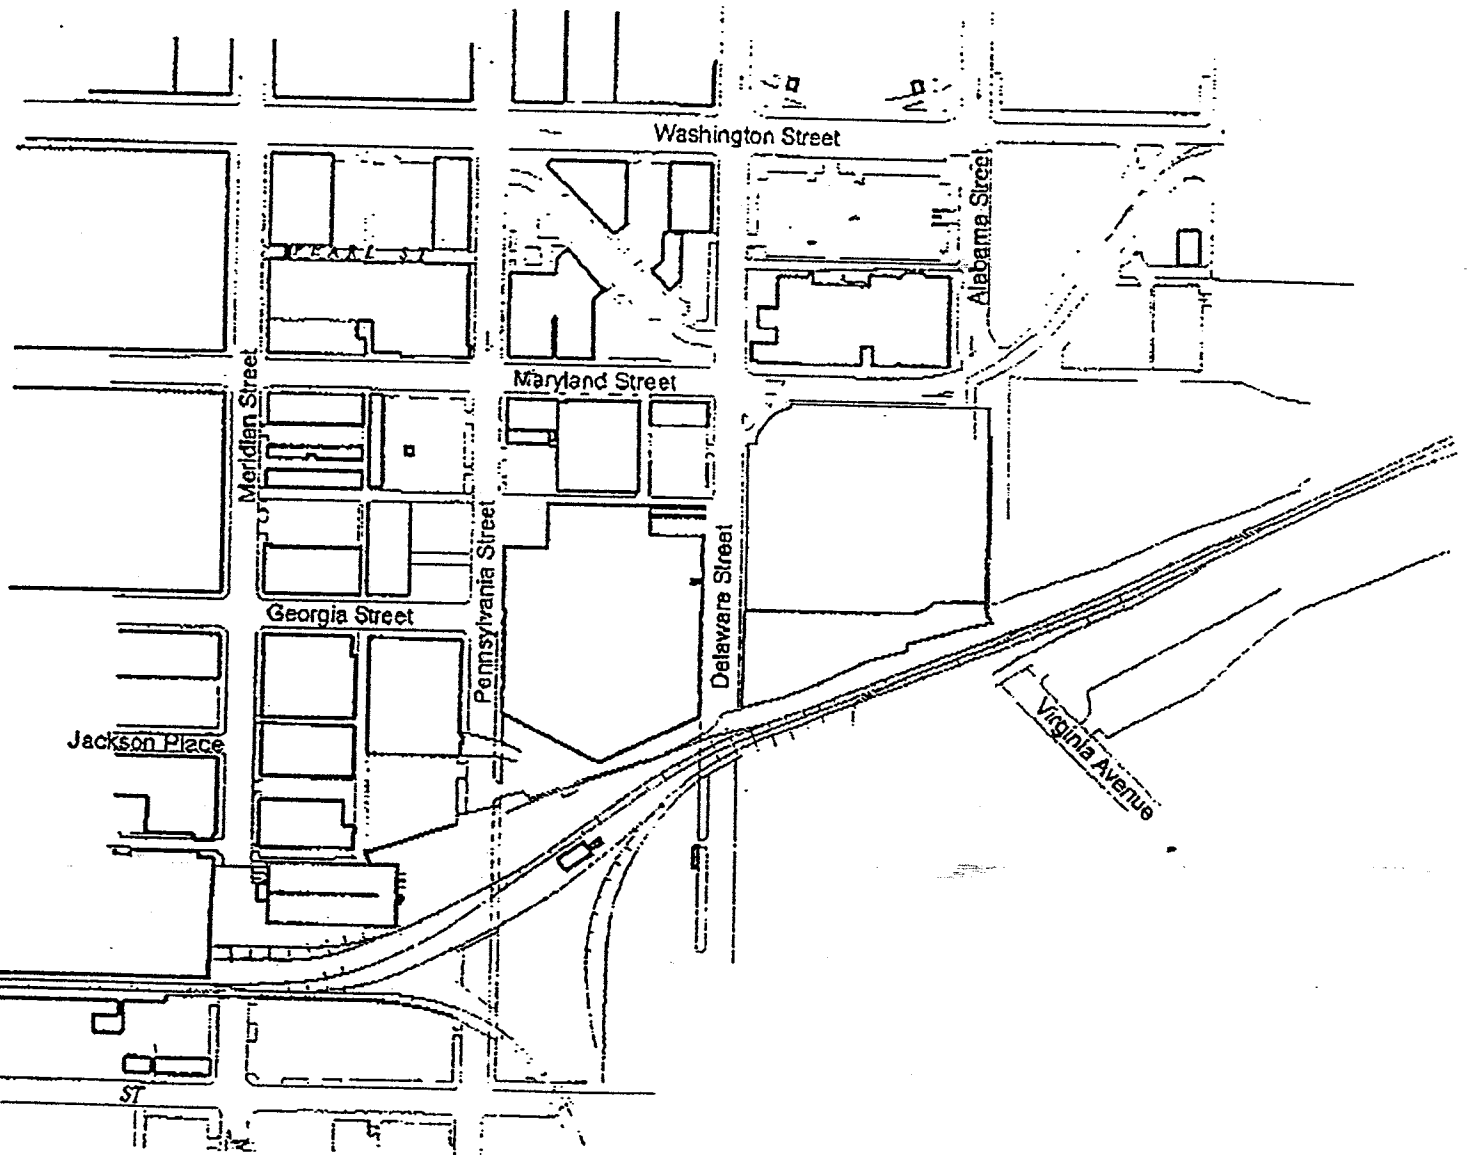 Washington Street
Alabama Street
PEARL ST
Maryland Street
Meridian Street
Pennsylvania Street
Delaware Street
Georgia Street
Virginia Avenue
Jackson Place
ST